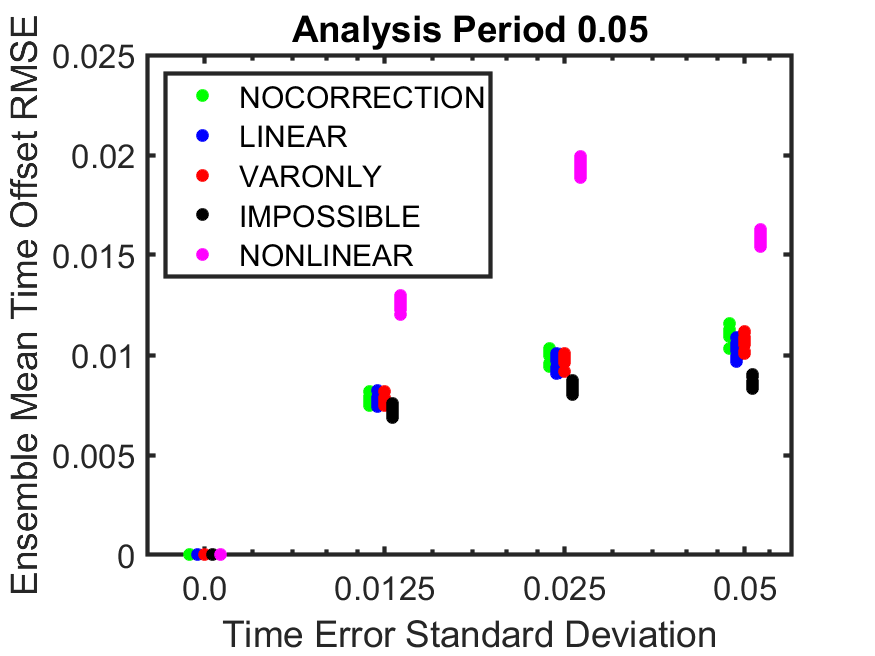 Analysis Period 0.05
Ensemble Mean Time Offset RMSE
0.025
0.02
0.015
0.01
0.005
0
NOCORRECTION
LINEAR
VARONLY
IMPOSSIBLE
NONLINEAR
0.0 0.0125 0.025 0.05
Time Error Standard Deviation